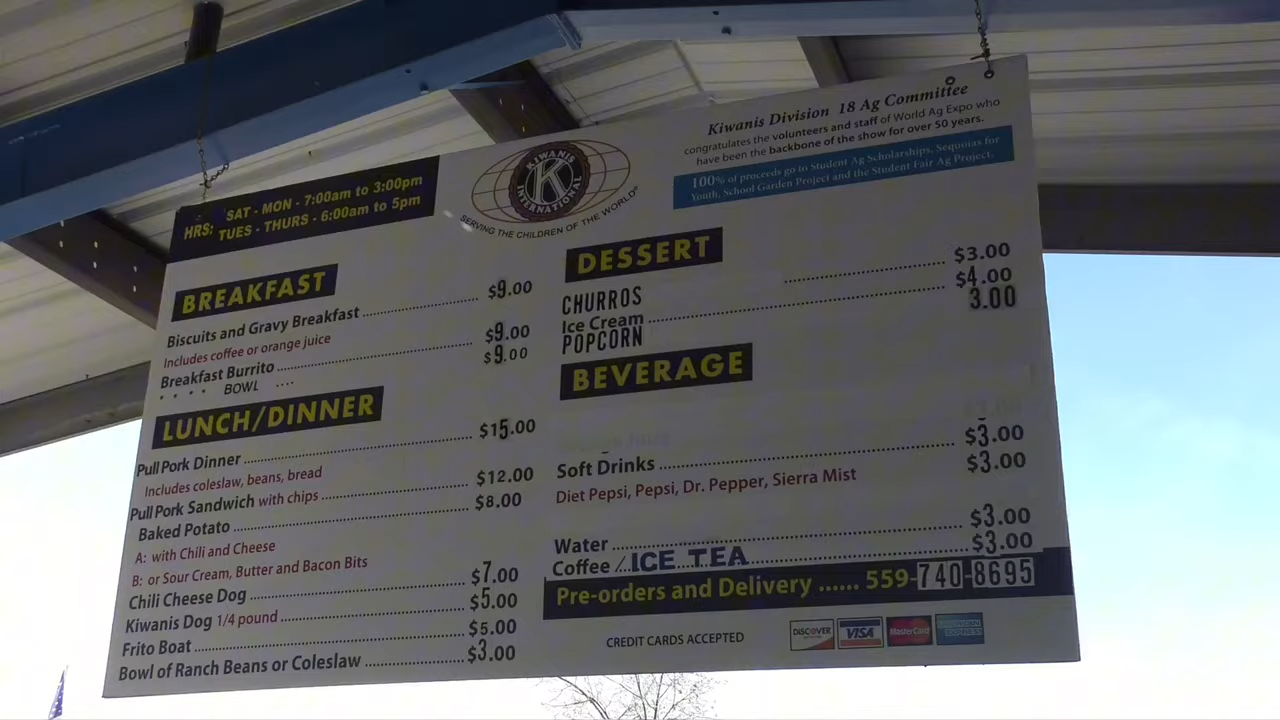 HRS: SAT - MON - 7:00am to 3:00pm
TUES - THURS - 6:00am to 5pm
KIWANIS
K
INTERNATIONAL
SERVING THE CHILDREN OF THE WORLD®
Kiwanis Division 18 Ag Committee
congratulates the volunteers and staff of World Ag Expo who
have been the backbone of the show for over 50 years.
100% of proceeds go to Student Ag Scholarships, Sequoias for
Youth, School Garden Project and the Student Fair Ag Project.
BREAKFAST
Biscuits and Gravy Breakfast $9.00
Includes coffee or orange juice
Breakfast Burrito $9.00
BOWL $9.00
LUNCH/DINNER
Pull Pork Dinner $15.00
Includes coleslaw, beans, bread
Pull Pork Sandwich with chips $12.00
Baked Potato $8.00
A: with Chili and Cheese
B: or Sour Cream, Butter and Bacon Bits
Chili Cheese Dog $7.00
Kiwanis Dog 1/4 pound $5.00
Frito Boat $5.00
Bowl of Ranch Beans or Coleslaw $3.00
DESSERT
CHURROS $3.00
Ice Cream $4.00
POPCORN 3.00
BEVERAGE
$3.00
Soft Drinks $3.00
Diet Pepsi, Pepsi, Dr. Pepper, Sierra Mist
Water $3.00
Coffee / ICE TEA $3.00
Pre-orders and Delivery ...... 559-740-8695
CREDIT CARDS ACCEPTED
DISCOVER
VISA
MasterCard
AMERICAN EXPRESS